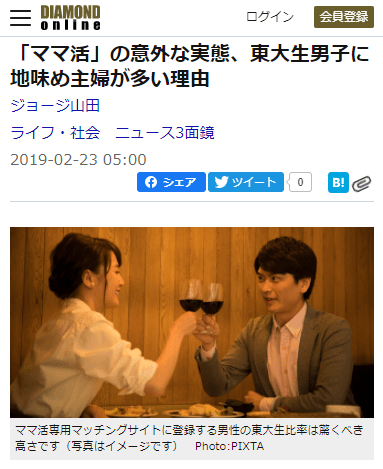 DIAMOND
online
ログイン
会員登録
「ママ活」の意外な実態、東大生男子に
地味め主婦が多い理由
ジョージ山田
ライフ・社会 ニュース3面鏡
2019-02-23 05:00
シェア
ツイート
0
B!
ママ活専用マッチングサイトに登録する男性の東大生比率は驚くべき
高さです（写真はイメージです） Photo:PIXTA